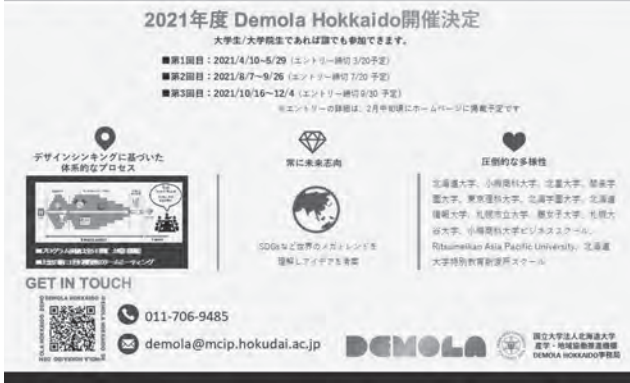 2021年度 Demola Hokkaido開催決定
大学生/大学院生であれば誰でも参加できます。
■第1回目：2021/4/10~5/29（エントリー締切 3/20予定）
■第2回目：2021/8/7~9/26（エントリー締切 7/20 予定）
■第3回目：2021/10/16~12/4（エントリー締切 9/30 予定）
※エントリーの詳細は、2月中旬頃にホームページに掲載予定です
デザインシンキングに基づいた
体系的なプロセス
常に未来志向
SDGsなど世界のメガトレンドを
理解しアイデアを考案
圧倒的な多様性
北海道大学、小樽商科大学、北星大学、酪農学
園大学、東京理科大学、北海学園大学、北海道
情報大学、札幌市立大学、藤女子大学、札幌大
谷大学、小樽商科大学ビジネススクール、
Ritsumeikan Asia Pacific University、北海道
大学特別教育
スクール
GET IN TOUCH
DEMOLA HOKKAIDO
011-706-9485
demola@mcip.hokudai.ac.jp
DEMOLA
国立大学法人北海道大学
産学・地域協働推進機構
DEMOLA HOKKAIDO事務局